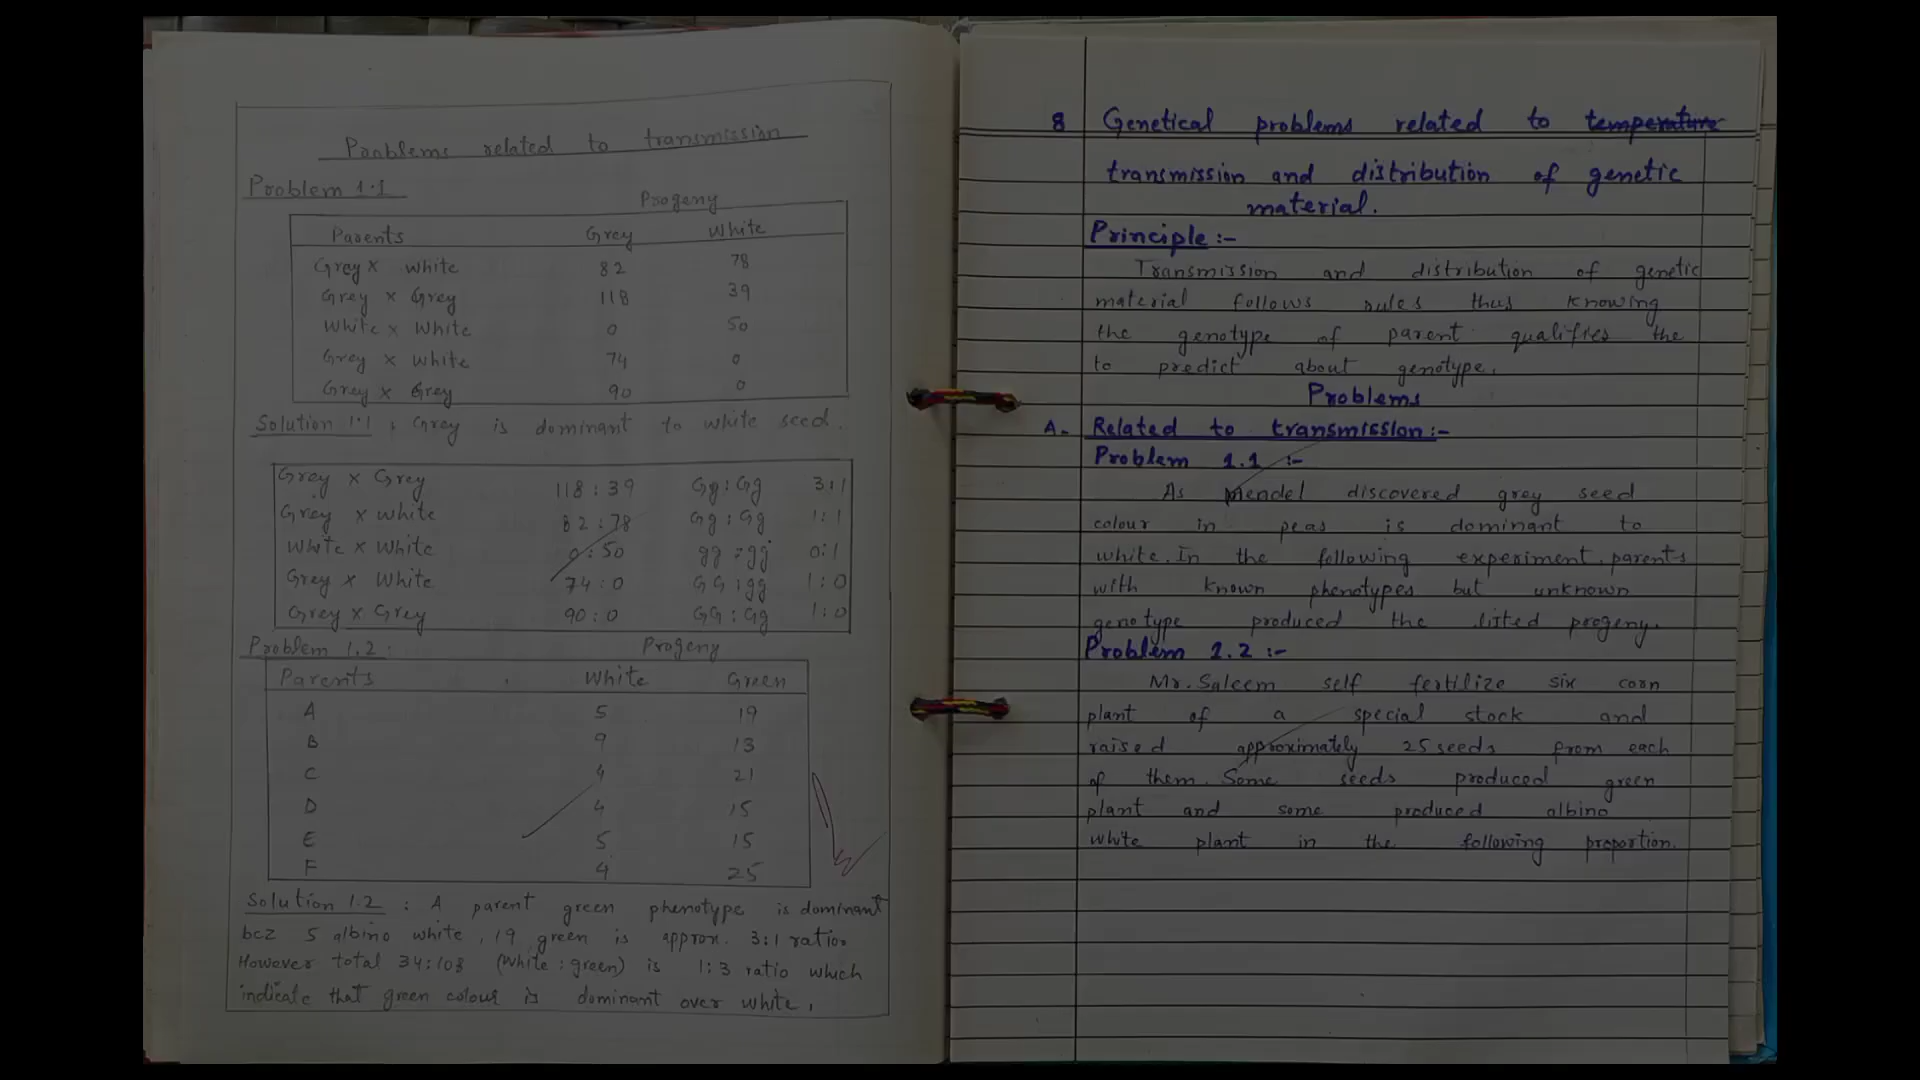 Problems related to transmission
Problem 1.1
Progeny
Parents Grey White
Grey x white 82 78
Grey x Grey 118 39
White x White 0 50
Grey x white 74 0
Grey x Grey 90 0
Solution 1.1, Grey is dominant to white seed.
Grey x Grey 118:39 Gg:Gg 3:1
Grey x white 82:78 Gg:Gg 1:1
White x White 0:50 gg:gg 0:1
Grey x White 74:0 GG:gg 1:0
Grey x Grey 90:0 GG:Gg 1:0
Problem 1.2: Progeny
Parents White Green
A 5 19
B 9 13
C 4 21
D 4 15
E 5 15
F 4 25
Solution 1.2 : A parent green phenotype is dominant
bcz 5 albino white, 19 green is approx. 3:1 ratio.
However total 34:108 (White:green) is 1:3 ratio which
indicate that green colour is dominant over white,
8 Genetical problems related to temperature
transmission and distribution of genetic
material.
Principle:-
Transmission and distribution of genetic
material follows rules thus knowing
the genotype of parent qualifies the
to predict about genotype.
Problems
A- Related to transmission:-
Problem 1.1 :-
As mendel discovered grey seed
colour in peas is dominant to
white. In the following experiment. parents
with known phenotypes but unknown
genotype produced the listed progeny.
Problem 1.2 :-
Mr. Saleem self fertilize six corn
plant of a special stock and
raised approximately 25 seeds from each
of them. Some seeds produced green
plant and some produced albino
white plant in the following proportion.